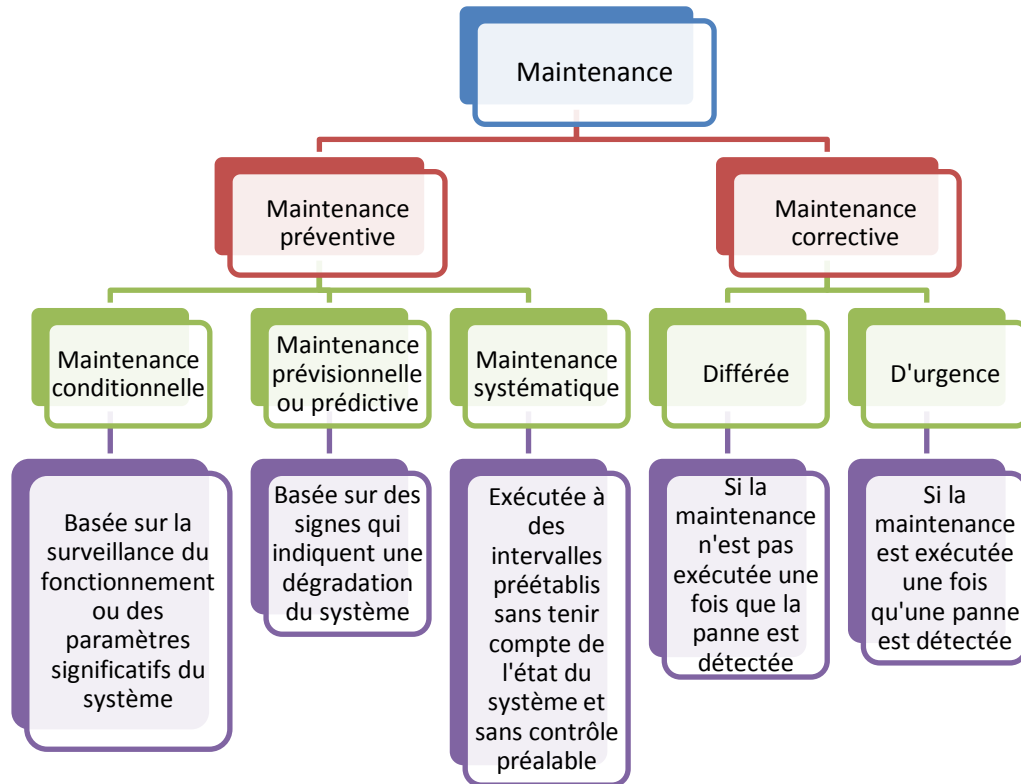 Maintenance
Maintenance
préventive
Maintenance
corrective
Maintenance
conditionnelle
Maintenance
prévisionnelle
ou prédictive
Maintenance
systématique
Différée
D'urgence
Basée sur la
surveillance du
fonctionnement
ou des
paramètres
significatifs du
système
Basée sur des
signes qui
indiquent une
dégradation
du système
Exécutée à
des
intervalles
préétablis
sans tenir
compte de
l'état du
système et
sans contrôle
préalable
Si la
maintenance
n'est pas
exécutée une
fois que la
panne est
détectée
Si la
maintenance
est exécutée
une fois
qu'une panne
est détectée